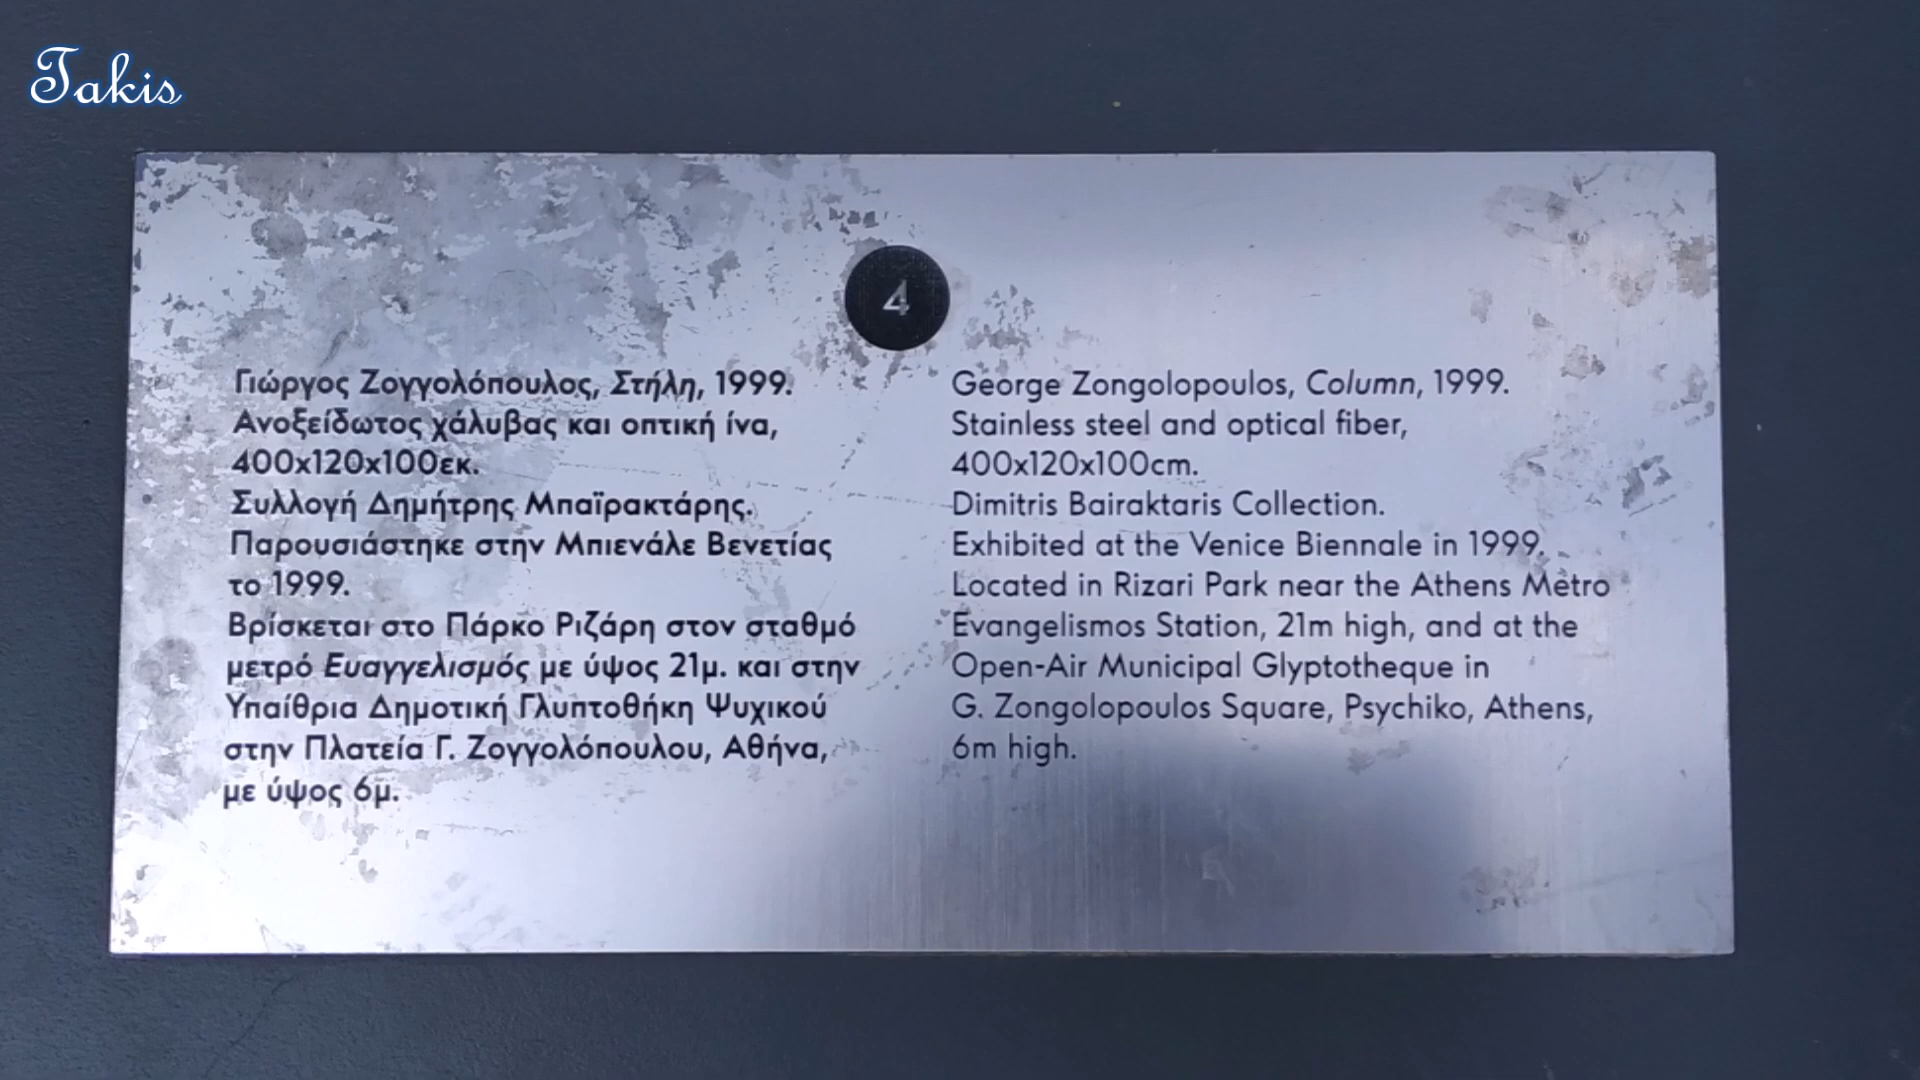 Takis
4
Γιώργος Ζογγολόπουλος, Στήλη, 1999.
Ανοξείδωτος χάλυβας και οπτική ίνα,
400x120x100εκ.
Συλλογή Δημήτρης Μπαϊρακτάρης.
Παρουσιάστηκε στην Μπιενάλε Βενετίας
το 1999.
Βρίσκεται στο Πάρκο Ριζάρη στον σταθμό
μετρό Ευαγγελισμός με ύψος 21μ. και στην
Υπαίθρια Δημοτική Γλυπτοθήκη Ψυχικού
στην Πλατεία Γ. Ζογγολόπουλου, Αθήνα,
με ύψος 6μ.
George Zongolopoulos, Column, 1999.
Stainless steel and optical fiber,
400x120x100cm.
Dimitris Bairaktaris Collection.
Exhibited at the Venice Biennale in 1999.
Located in Rizari Park near the Athens Metro
Evangelismos Station, 21m high, and at the
Open-Air Municipal Glyptotheque in
G. Zongolopoulos Square, Psychiko, Athens,
6m high.